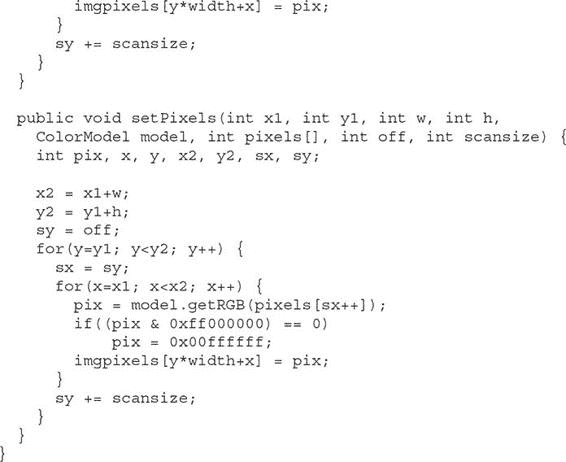 imgpixels[y*width+x] = pix;
    }
    sy += scansize;
  }
}

public void setPixels(int x1, int y1, int w, int h,
  ColorModel model, int pixels[], int off, int scansize) {
  int pix, x, y, x2, y2, sx, sy;

  x2 = x1+w;
  y2 = y1+h;
  sy = off;
  for(y=y1; y<y2; y++) {
    sx = sy;
    for(x=x1; x<x2; x++) {
      pix = model.getRGB(pixels[sx++]);
      if((pix & 0xff000000) == 0)
          pix = 0x00ffffff;
      imgpixels[y*width+x] = pix;
    }
    sy += scansize;
  }
 }
}